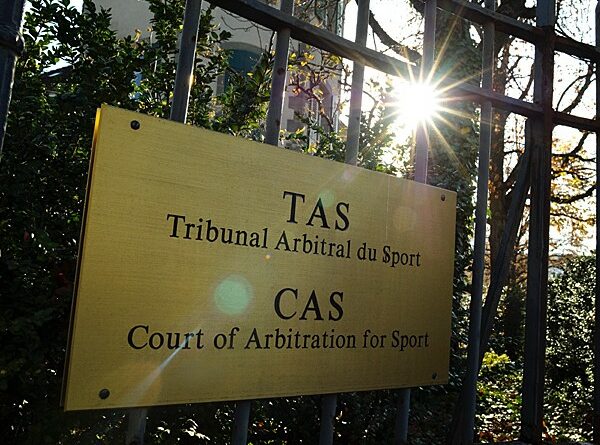 TAS
Tribunal Arbitral du Sport
CAS
Court of Arbitration for Sport